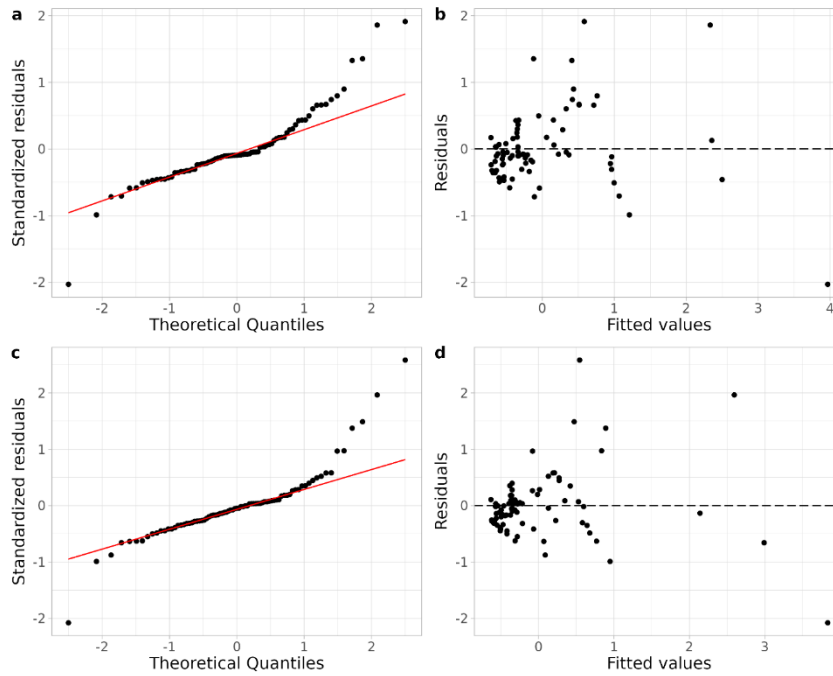 a
Standardized residuals
2
1
0
-1
-2
-2 -1 0 1 2
Theoretical Quantiles
b
Residuals
2
1
0
-1
-2
0 1 2 3 4
Fitted values
c
Standardized residuals
2
1
0
-1
-2
-2 -1 0 1 2
Theoretical Quantiles
d
Residuals
2
1
0
-1
-2
0 1 2 3
Fitted values